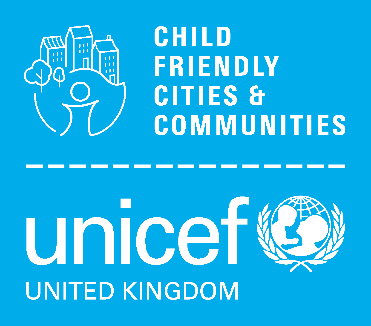 CHILD
FRIENDLY
CITIES &
COMMUNITIES
unicef
UNITED KINGDOM